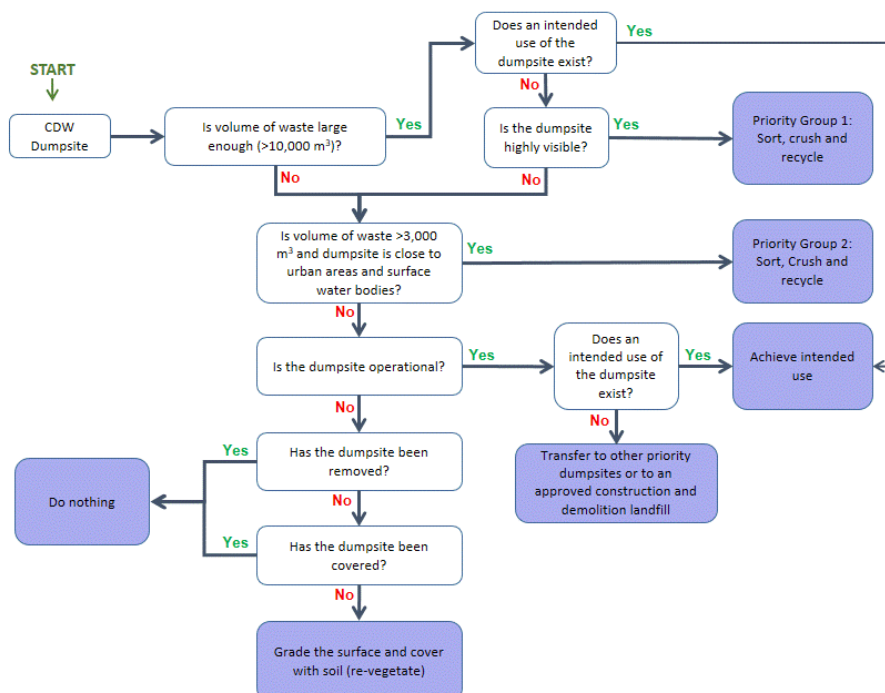 Does an intended
use of the
dumpsite exist?
Yes
No
START
CDW
Dumpsite
Is volume of waste large
enough (>10,000 m³)?
Yes
No
Is the dumpsite
highly visible?
Yes
No
Priority Group 1:
Sort, crush and
recycle
Is volume of waste >3,000
m³ and dumpsite is close to
urban areas and surface
water bodies?
Yes
No
Priority Group 2:
Sort, Crush and
recycle
Is the dumpsite operational?
Yes
No
Does an
intended use of
the dumpsite
exist?
Yes
No
Achieve intended
use
Transfer to other priority
dumpsites or to an
approved construction and
demolition landfill
Has the dumpsite been
removed?
Yes
No
Do nothing
Has the dumpsite been
covered?
Yes
No
Grade the surface and cover
with soil (re-vegetate)